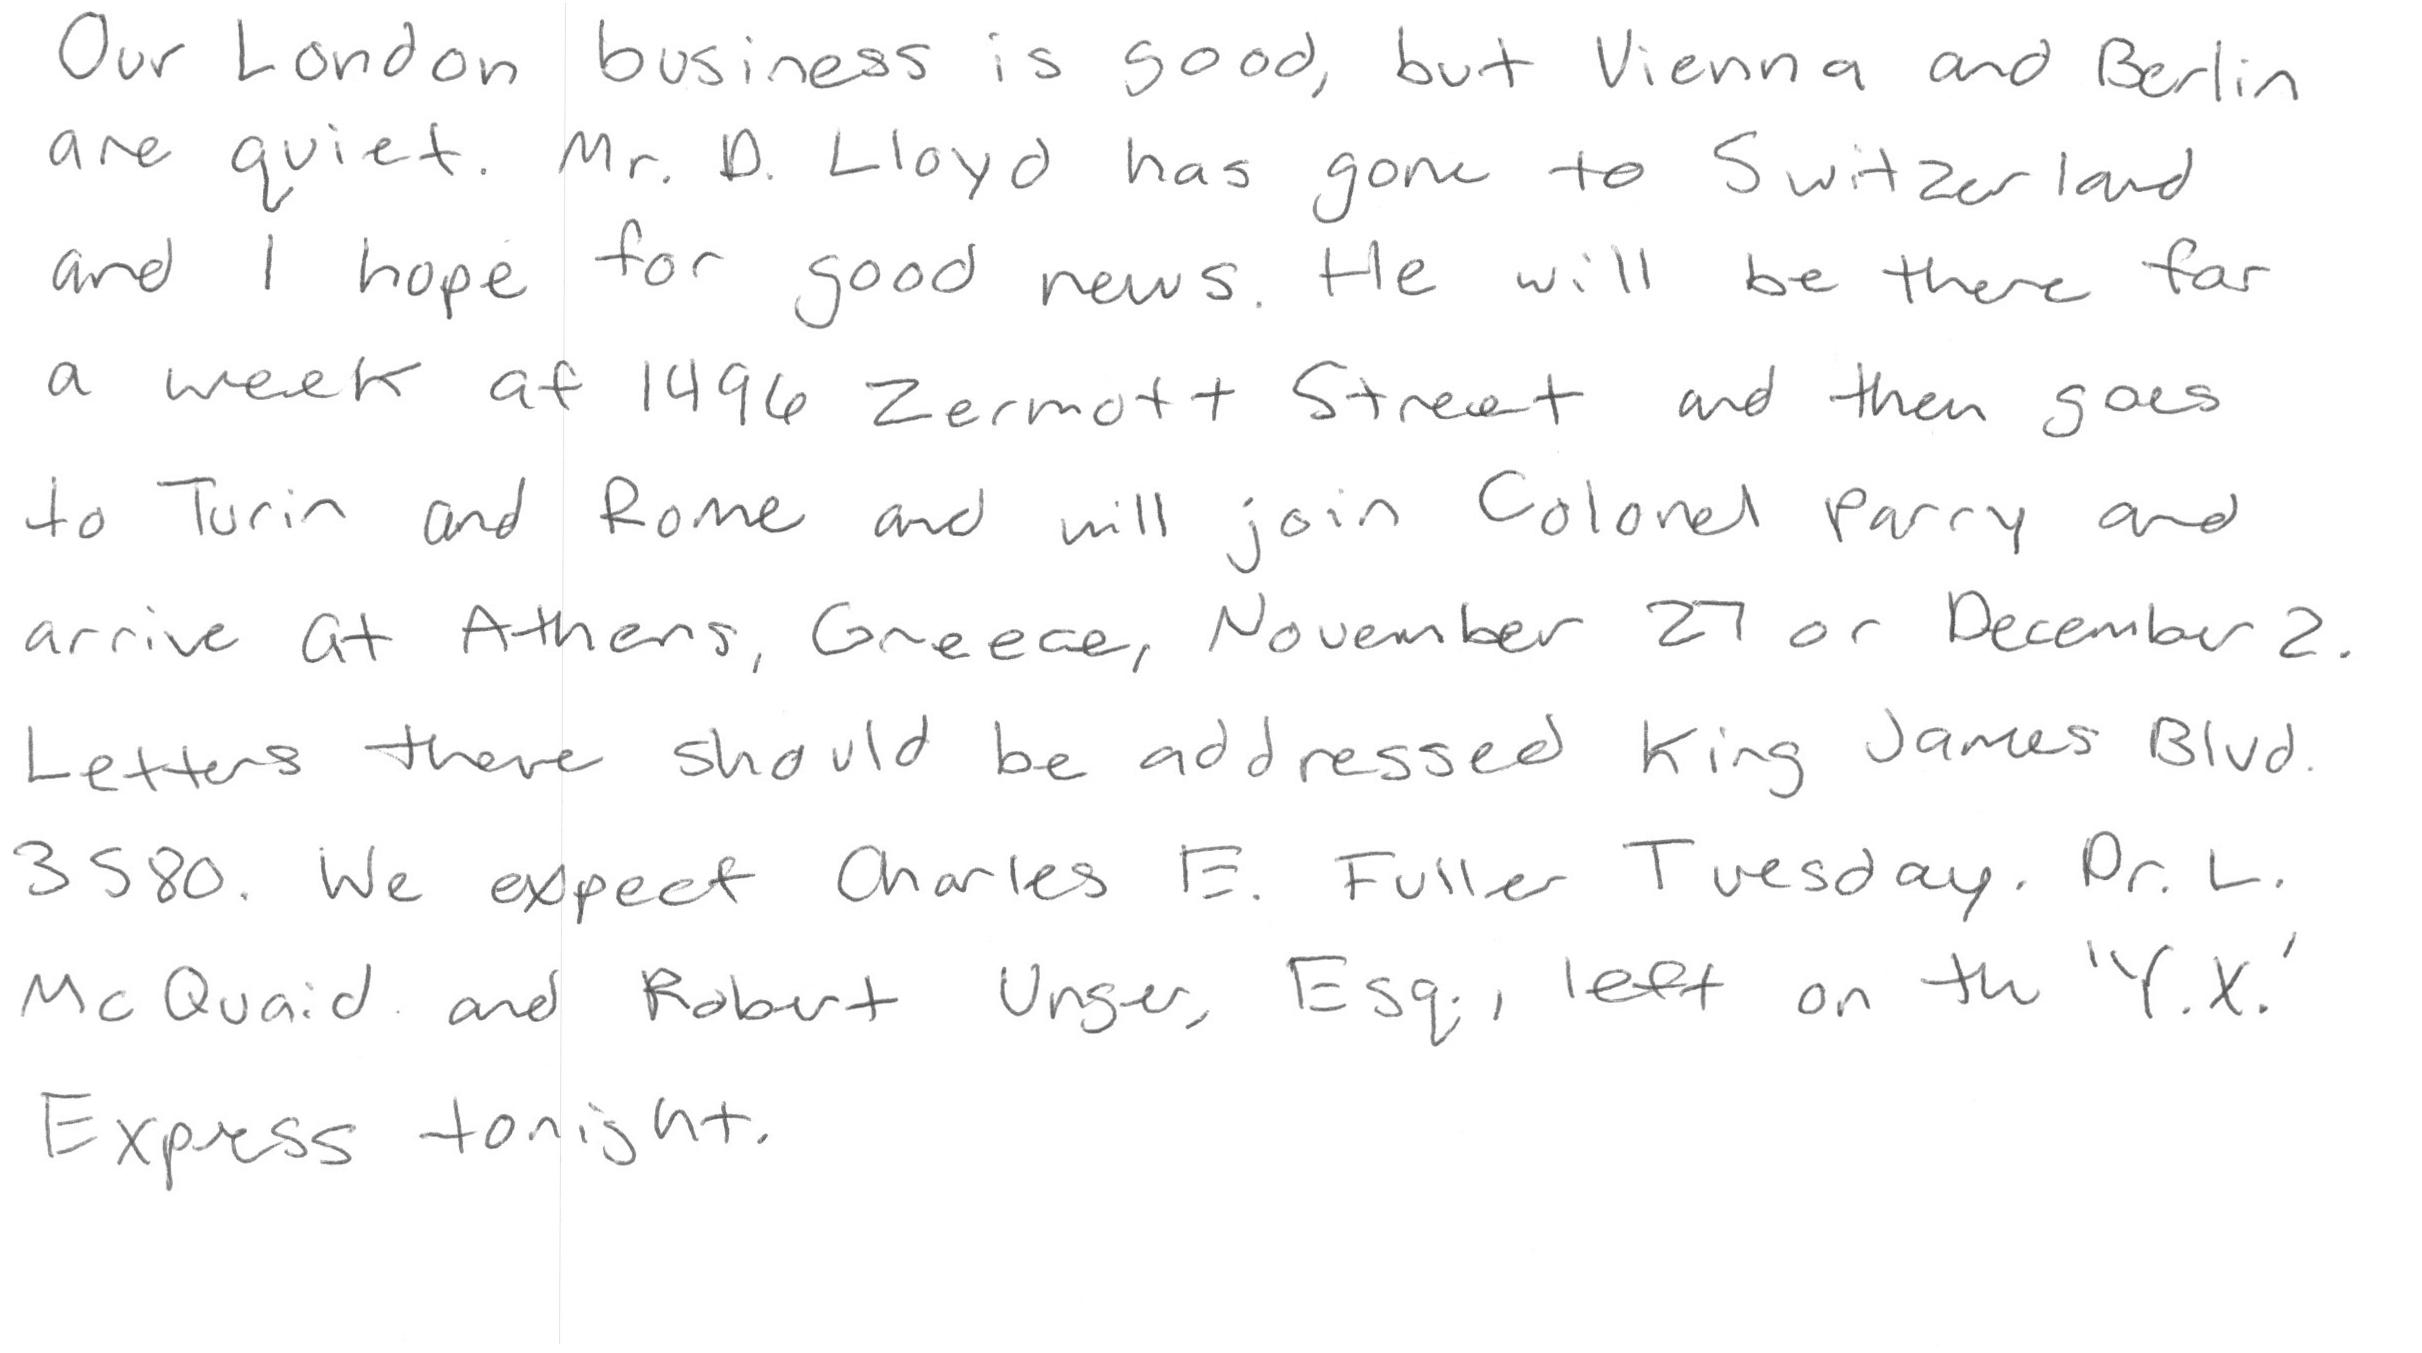 Our London business is good, but Vienna and Berlin
are quiet. Mr. D. Lloyd has gone to Switzerland
and I hope for good news. He will be there for
a week at 1496 Zermott Street and then goes
to Turin and Rome and will join Colonel Parry and
arrive at Athens, Greece, November 27 or December 2.
Letters there should be addressed King James Blvd.
3580. We expect Charles E. Fuller Tuesday. Dr. L.
McQuaid and Robert Unger, Esq., left on the "Y.X."
Express tonight.